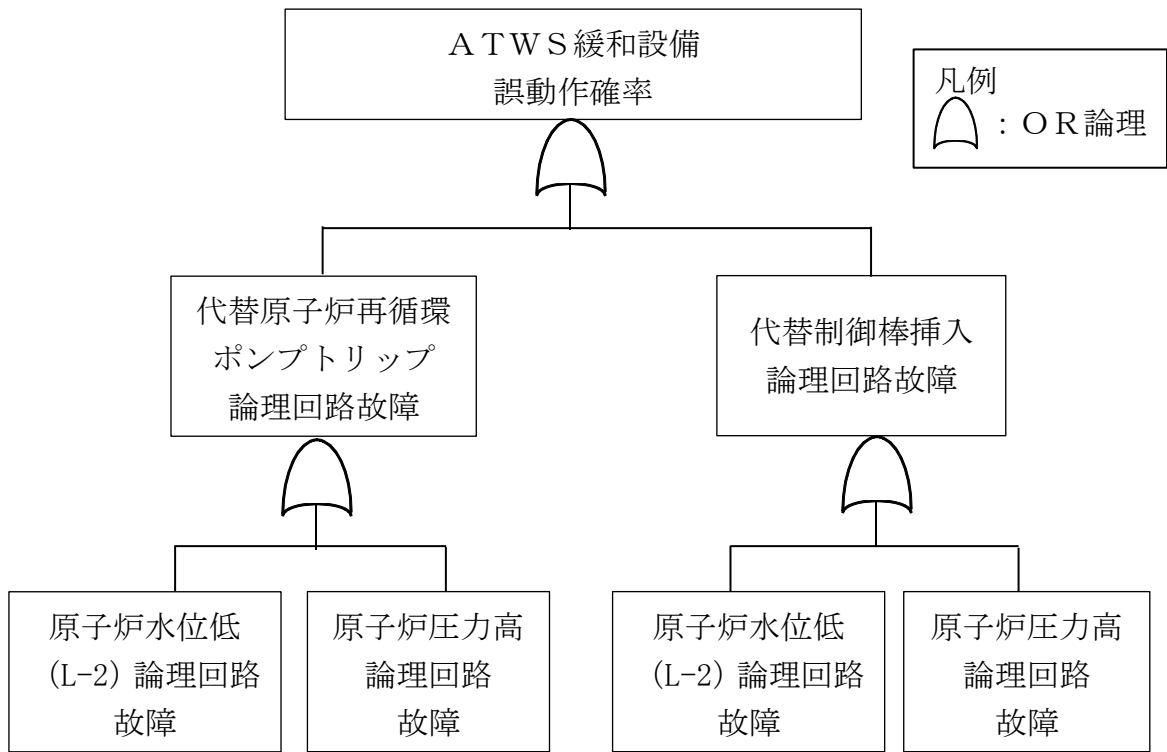 ＡＴＷＳ緩和設備
誤動作確率
凡例
：ＯＲ論理
代替原子炉再循環
ポンプトリップ
論理回路故障
代替制御棒挿入
論理回路故障
原子炉水位低
(L-2) 論理回路
故障
原子炉圧力高
論理回路
故障
原子炉水位低
(L-2) 論理回路
故障
原子炉圧力高
論理回路
故障